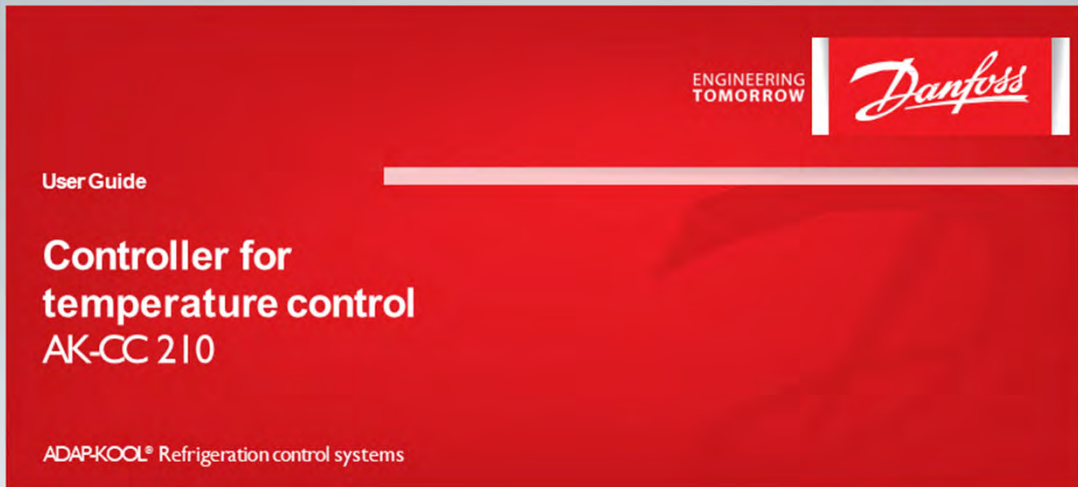 ENGINEERING
TOMORROW
Danfoss
User Guide
Controller for
temperature control
AK-CC 210
ADAP-KOOL® Refrigeration control systems